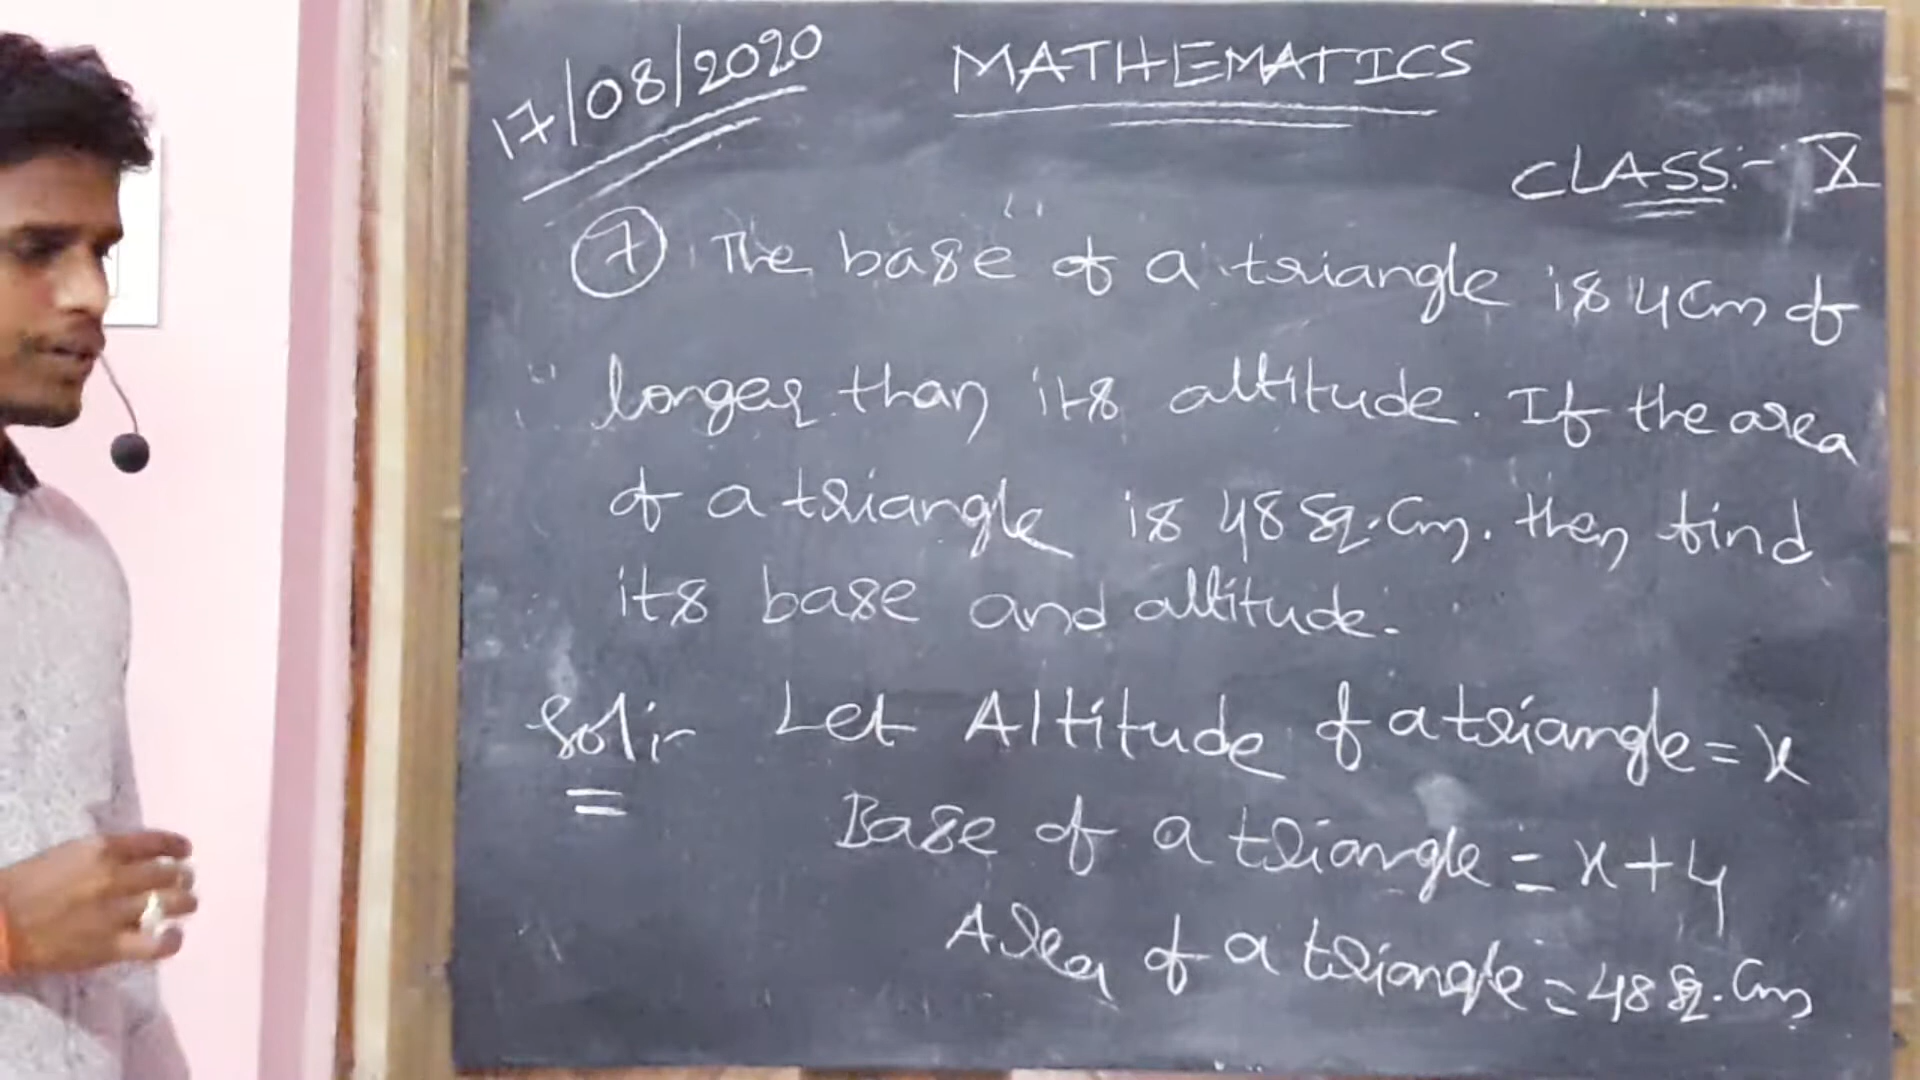 17/08/2020
MATHEMATICS
CLASS:- X
7 The base of a triangle is 4cm of
longer than its altitude. If the area
of a triangle is 48 sq.cm. then find
its base and altitude.
Sol:- Let Altitude of a triangle = x
Base of a triangle = x+4
Area of a triangle = 48 sq.cm